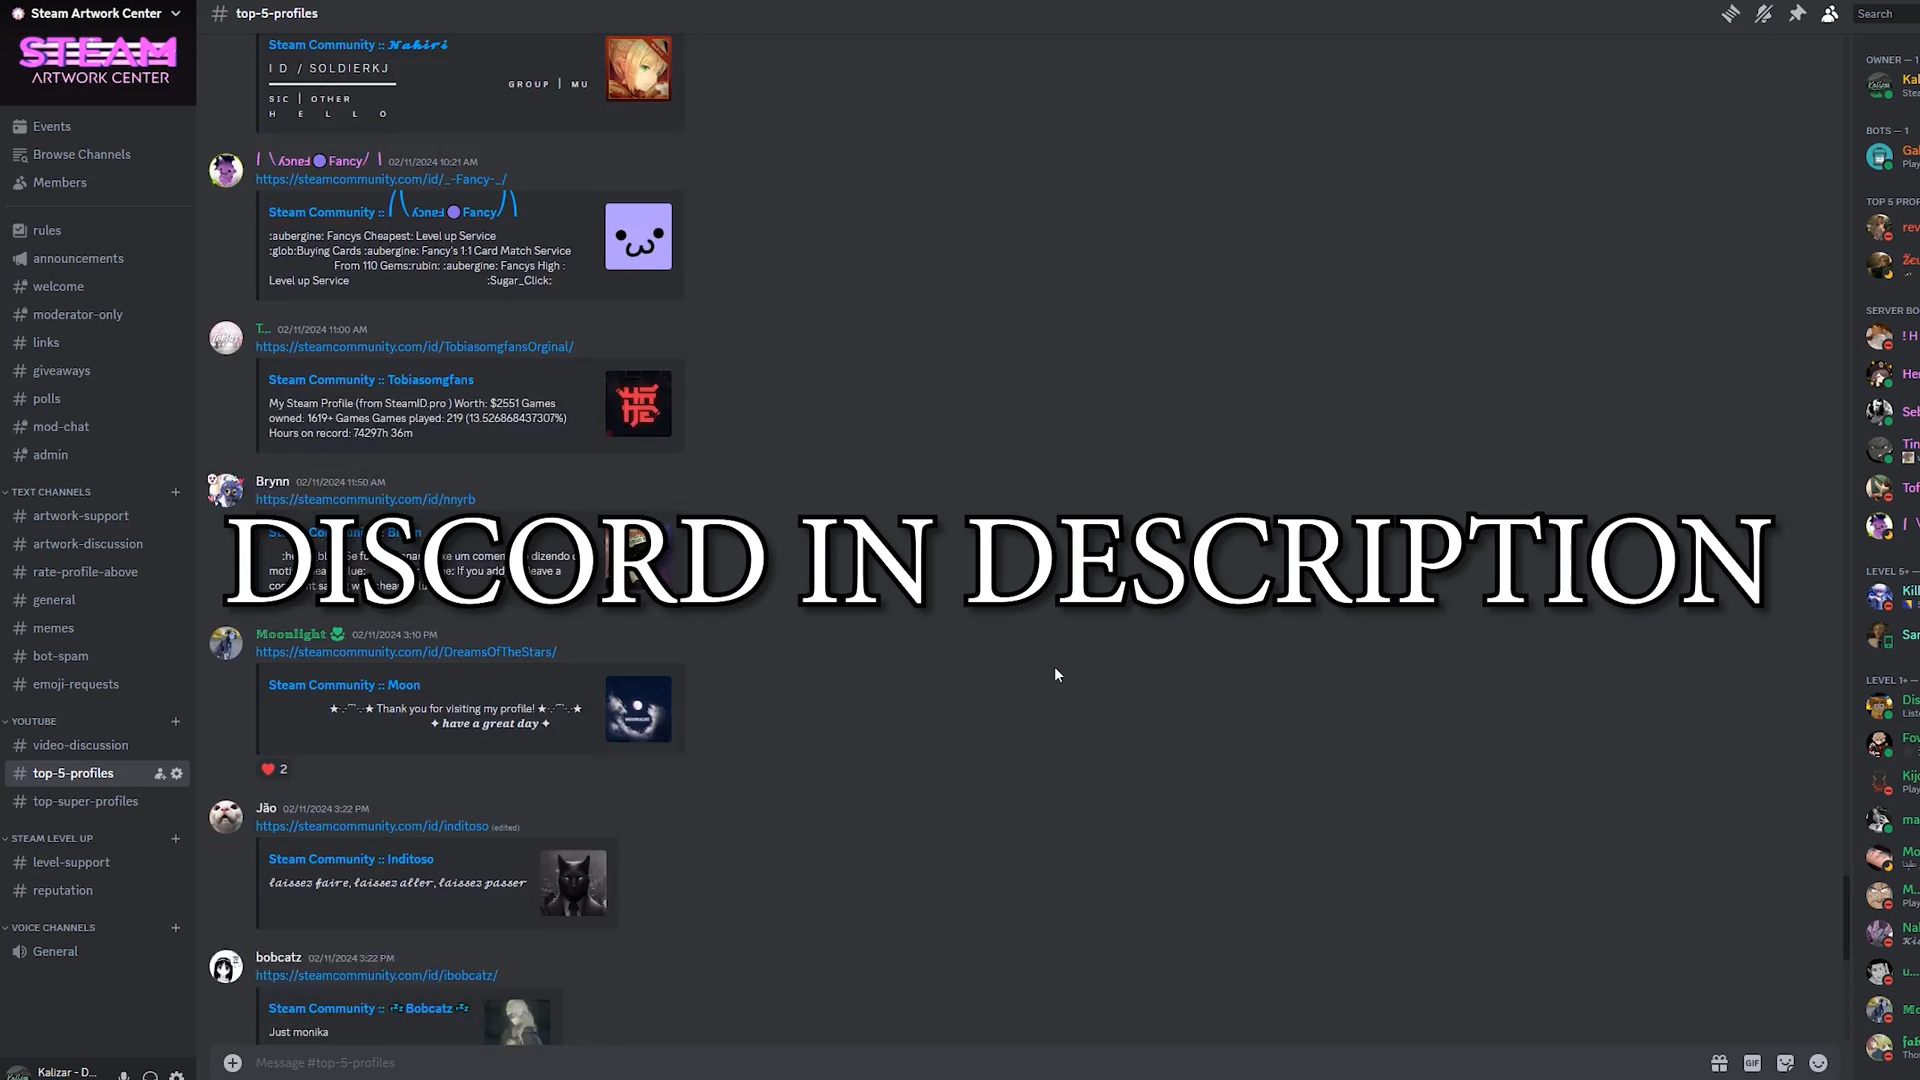 Steam Artwork Center
STEAM
ARTWORK CENTER
Events
Browse Channels
Members
rules
announcements
welcome
moderator-only
links
giveaways
polls
mod-chat
admin
TEXT CHANNELS
artwork-support
artwork-discussion
rate-profile-above
general
memes
bot-spam
emoji-requests
YOUTUBE
video-discussion
top-5-profiles
top-super-profiles
STEAM LEVEL UP
level-support
reputation
VOICE CHANNELS
General
Kalizar - D...
# top-5-profiles
Search
Steam Community :: 𝓝𝓪𝓴𝓲𝓻𝓲
I D / SOLDIERKJ
GROUP | MU
SIC | OTHER
H E L L O
Fancy 02/11/2024 10:21 AM
https://steamcommunity.com/id/_-Fancy-_/
Steam Community :: Fancy
:aubergine: Fancys Cheapest: Level up Service
:glob:Buying Cards :aubergine: Fancy's 1:1 Card Match Service
From 110 Gems:rubin: :aubergine: Fancys High :
Level up Service :Sugar_Click:
T... 02/11/2024 11:00 AM
https://steamcommunity.com/id/TobiasomgfansOrginal/
Steam Community :: Tobiasomgfans
My Steam Profile (from SteamID.pro ) Worth: $2551 Games
owned: 1619+ Games Games played: 219 (13.526868437307%)
Hours on record: 74297h 36m
Brynn 02/11/2024 11:50 AM
https://steamcommunity.com/id/nnyrb
DISCORD IN DESCRIPTION
𝕄𝕠𝕠𝕟𝕝𝕚𝕘𝕙𝕥 02/11/2024 3:10 PM
https://steamcommunity.com/id/DreamsOfTheStars/
Steam Community :: Moon
Thank you for visiting my profile!
✦ 𝒉𝒂𝒗𝒆 𝒂 𝒈𝒓𝒆𝒂𝒕 𝒅𝒂𝒚 ✦
2
Jão 02/11/2024 3:22 PM
https://steamcommunity.com/id/inditoso (edited)
Steam Community :: Inditoso
𝓵𝓪𝓲𝓼𝓼𝓮𝔃 𝓯𝓪𝓲𝓻𝓮, 𝓵𝓪𝓲𝓼𝓼𝓮𝔃 𝓪𝓵𝓵𝓮𝓻, 𝓵𝓪𝓲𝓼𝓼𝓮𝔃 𝓹𝓪𝓼𝓼𝓮𝓻
bobcatz 02/11/2024 3:22 PM
https://steamcommunity.com/id/ibobcatz/
Steam Community :: 💤Bobcatz💤
Just monika
Message #top-5-profiles
GIF
OWNER — 1
BOTS — 1
TOP 5 PROF
SERVER BO
LEVEL 5+ —
LEVEL 1+ —